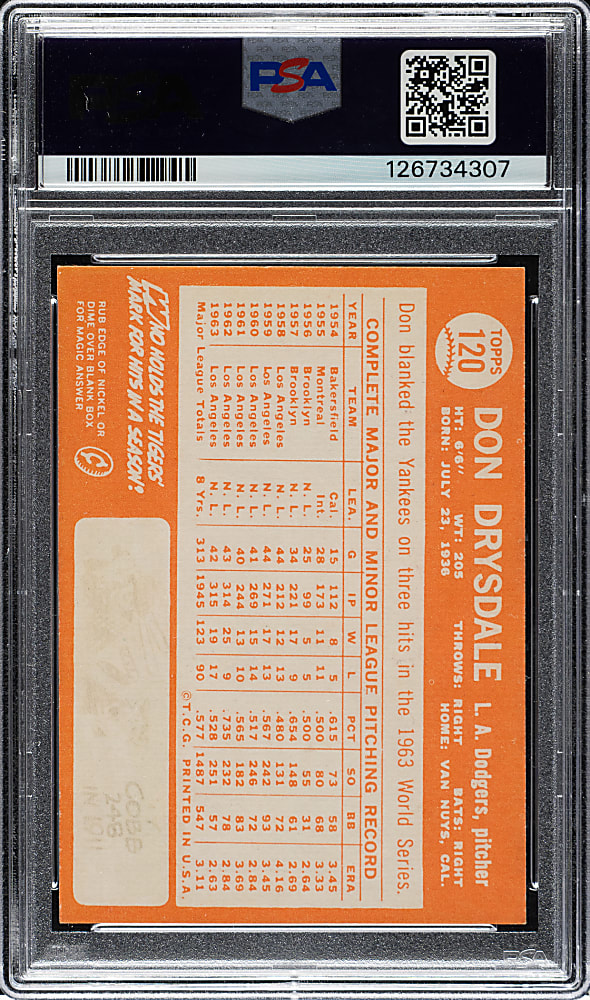 PSA
126734307
TOPPS
120
DON DRYSDALE L. A. Dodgers, pitcher
HT: 6'6" WT: 205 THROWS: RIGHT BATS: RIGHT
BORN: JULY 23, 1936 HOME: VAN NUYS, CAL.
Don blanked the Yankees on three hits in the 1963 World Series.
COMPLETE MAJOR AND MINOR LEAGUE PITCHING RECORD
YEAR TEAM LEA. G IP W L PCT SO BB ERA
1954 Bakersfield Cal. 15 112 8 5 .615 73 58 3.45
1955 Montreal Int. 28 173 11 11 .500 80 68 3.33
1956 Brooklyn N. L. 25 99 5 5 .500 55 31 2.64
1957 Brooklyn N. L. 34 221 17 9 .654 148 61 2.69
1958 Los Angeles N. L. 44 212 12 13 .480 131 72 4.16
1959 Los Angeles N. L. 44 271 17 13 .567 242 93 3.45
1960 Los Angeles N. L. 41 269 15 14 .517 246 72 2.84
1961 Los Angeles N. L. 40 244 13 10 .565 182 83 3.69
1962 Los Angeles N. L. 43 314 25 9 .735 232 78 2.84
1963 Los Angeles N. L. 42 315 19 17 .528 251 57 2.63
Major League Totals 8 Yrs. 313 1945 123 90 .577 1487 547 3.11
©T.C.G. PRINTED IN U.S.A.
WHO HOLDS THE TIGERS'
MARK FOR HITS IN A SEASON?
RUB EDGE OF NICKEL OR
DIME OVER BLANK BOX
FOR MAGIC ANSWER
COBB
248
IN 1911